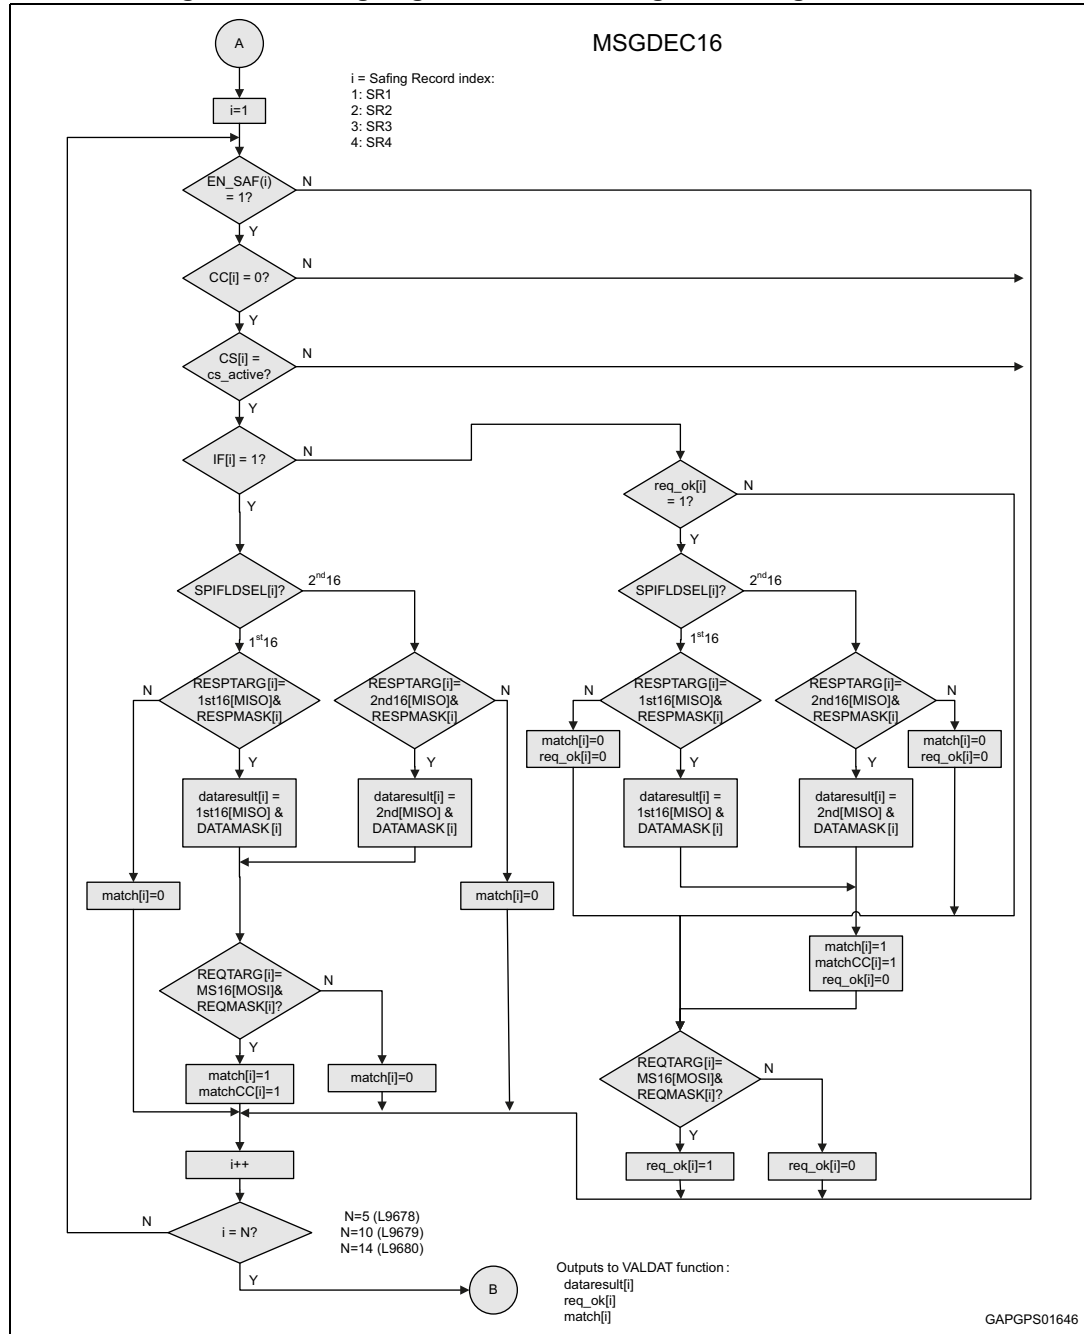 MSGDEC16
A
i = Safing Record index:
1: SR1
2: SR2
3: SR3
4: SR4
i=1
EN_SAF(i)
= 1?
N
Y
CC[i] = 0?
N
Y
CS[i] =
cs_active?
N
Y
IF[i] = 1?
N
Y
req_ok[i]
= 1?
N
Y
SPIFLDSEL[i]?
2nd16
1st16
RESPTARG[i]=
1st16[MISO]&
RESPMASK[i]
N
Y
RESPTARG[i]=
2nd16[MISO]&
RESPMASK[i]
N
Y
dataresult[i] =
1st16[MISO] &
DATAMASK[i]
dataresult[i] =
2nd[MISO] &
DATAMASK[i]
match[i]=0
match[i]=0
REQTARG[i]=
MS16[MOSI]&
REQMASK[i]?
N
Y
match[i]=1
matchCC[i]=1
match[i]=0
SPIFLDSEL[i]?
2nd16
1st16
RESPTARG[i]=
1st16[MISO]&
RESPMASK[i]
N
Y
RESPTARG[i]=
2nd16[MISO]&
RESPMASK[i]
N
Y
match[i]=0
req_ok[i]=0
match[i]=0
req_ok[i]=0
dataresult[i] =
1st16[MISO] &
DATAMASK[i]
dataresult[i] =
2nd[MISO] &
DATAMASK[i]
match[i]=1
matchCC[i]=1
req_ok[i]=0
REQTARG[i]=
MS16[MOSI]&
REQMASK[i]?
N
Y
req_ok[i]=1
req_ok[i]=0
i++
i = N?
N
Y
N=5 (L9678)
N=10 (L9679)
N=14 (L9680)
B
Outputs to VALDAT function :
dataresult[i]
req_ok[i]
match[i]
GAPGPS01646